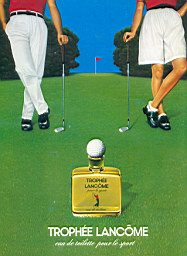 TROPHÉE
LANCÔME
TROPHÉE LANCÔME
eau de toilette pour le sport